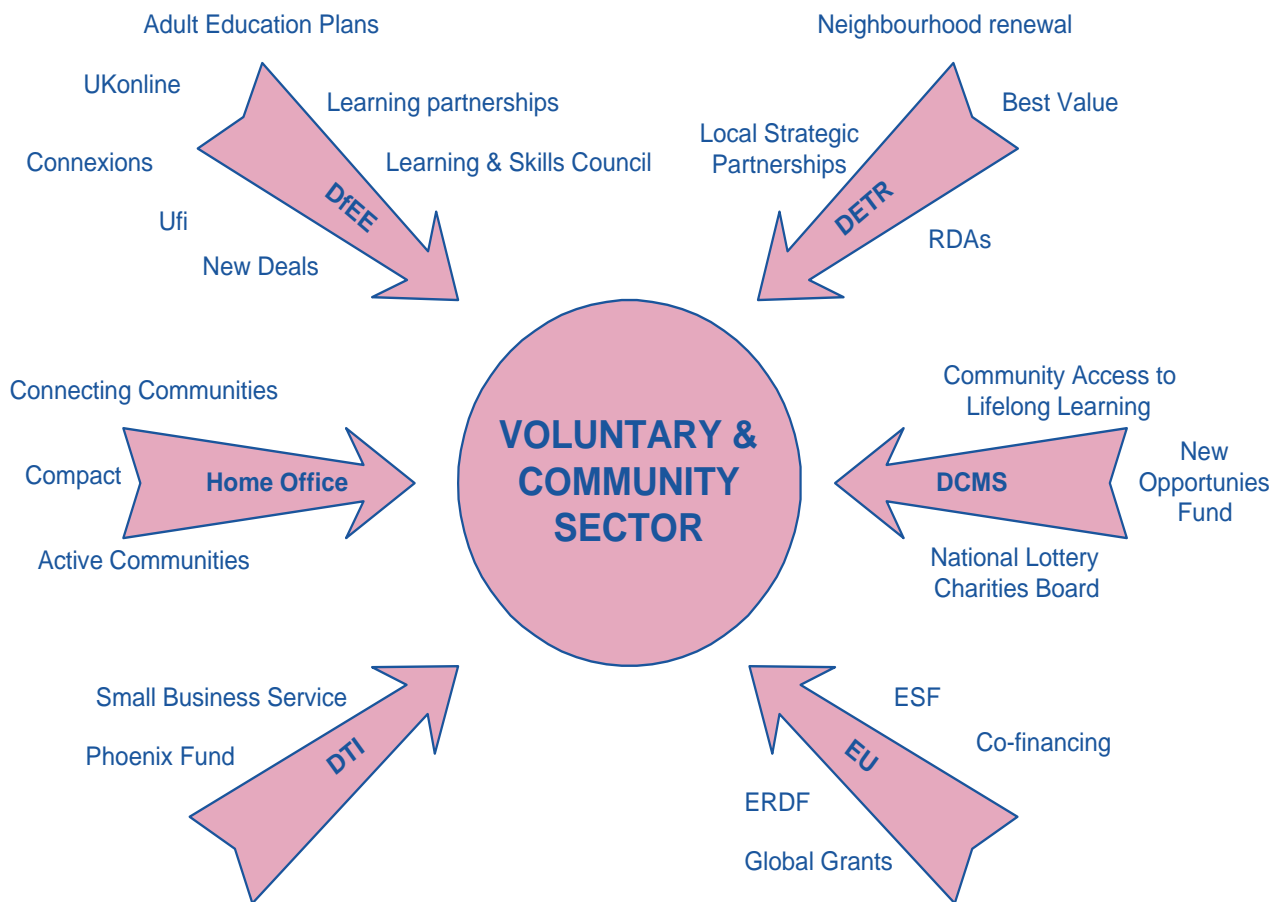 Adult Education Plans
UKonline
Learning partnerships
Connexions
Learning & Skills Council
DfEE
Ufi
New Deals
Neighbourhood renewal
Best Value
Local Strategic
Partnerships
DETR
RDAs
Connecting Communities
Compact
Home Office
Active Communities
VOLUNTARY &
COMMUNITY
SECTOR
Community Access to
Lifelong Learning
DCMS
New
Opportunies
Fund
National Lottery
Charities Board
Small Business Service
Phoenix Fund
DTI
ESF
Co-financing
EU
ERDF
Global Grants